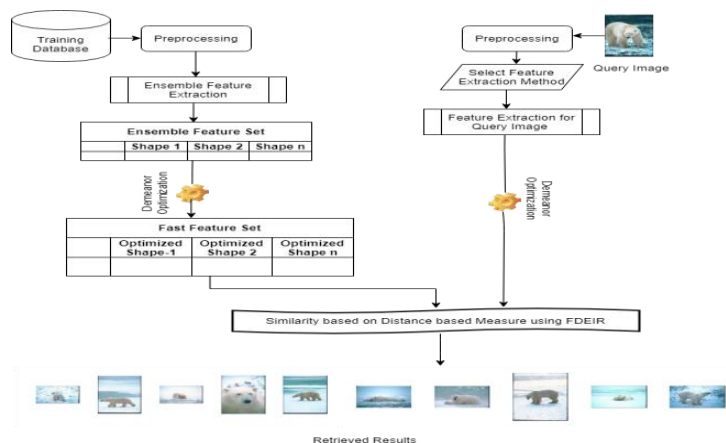 Training
Database
Preprocessing
Ensemble Feature
Extraction
Ensemble Feature Set
Shape 1 Shape 2 Shape n
Demeanor
Optimization
Fast Feature Set
Optimized Shape-1 Optimized Shape 2 Optimized Shape n
Preprocessing
Query Image
Select Feature
Extraction Method
Feature Extraction for
Query Image
Demeanor
Optimization
Similarity based on Distance based Measure using FDEIR
Retrieved Results